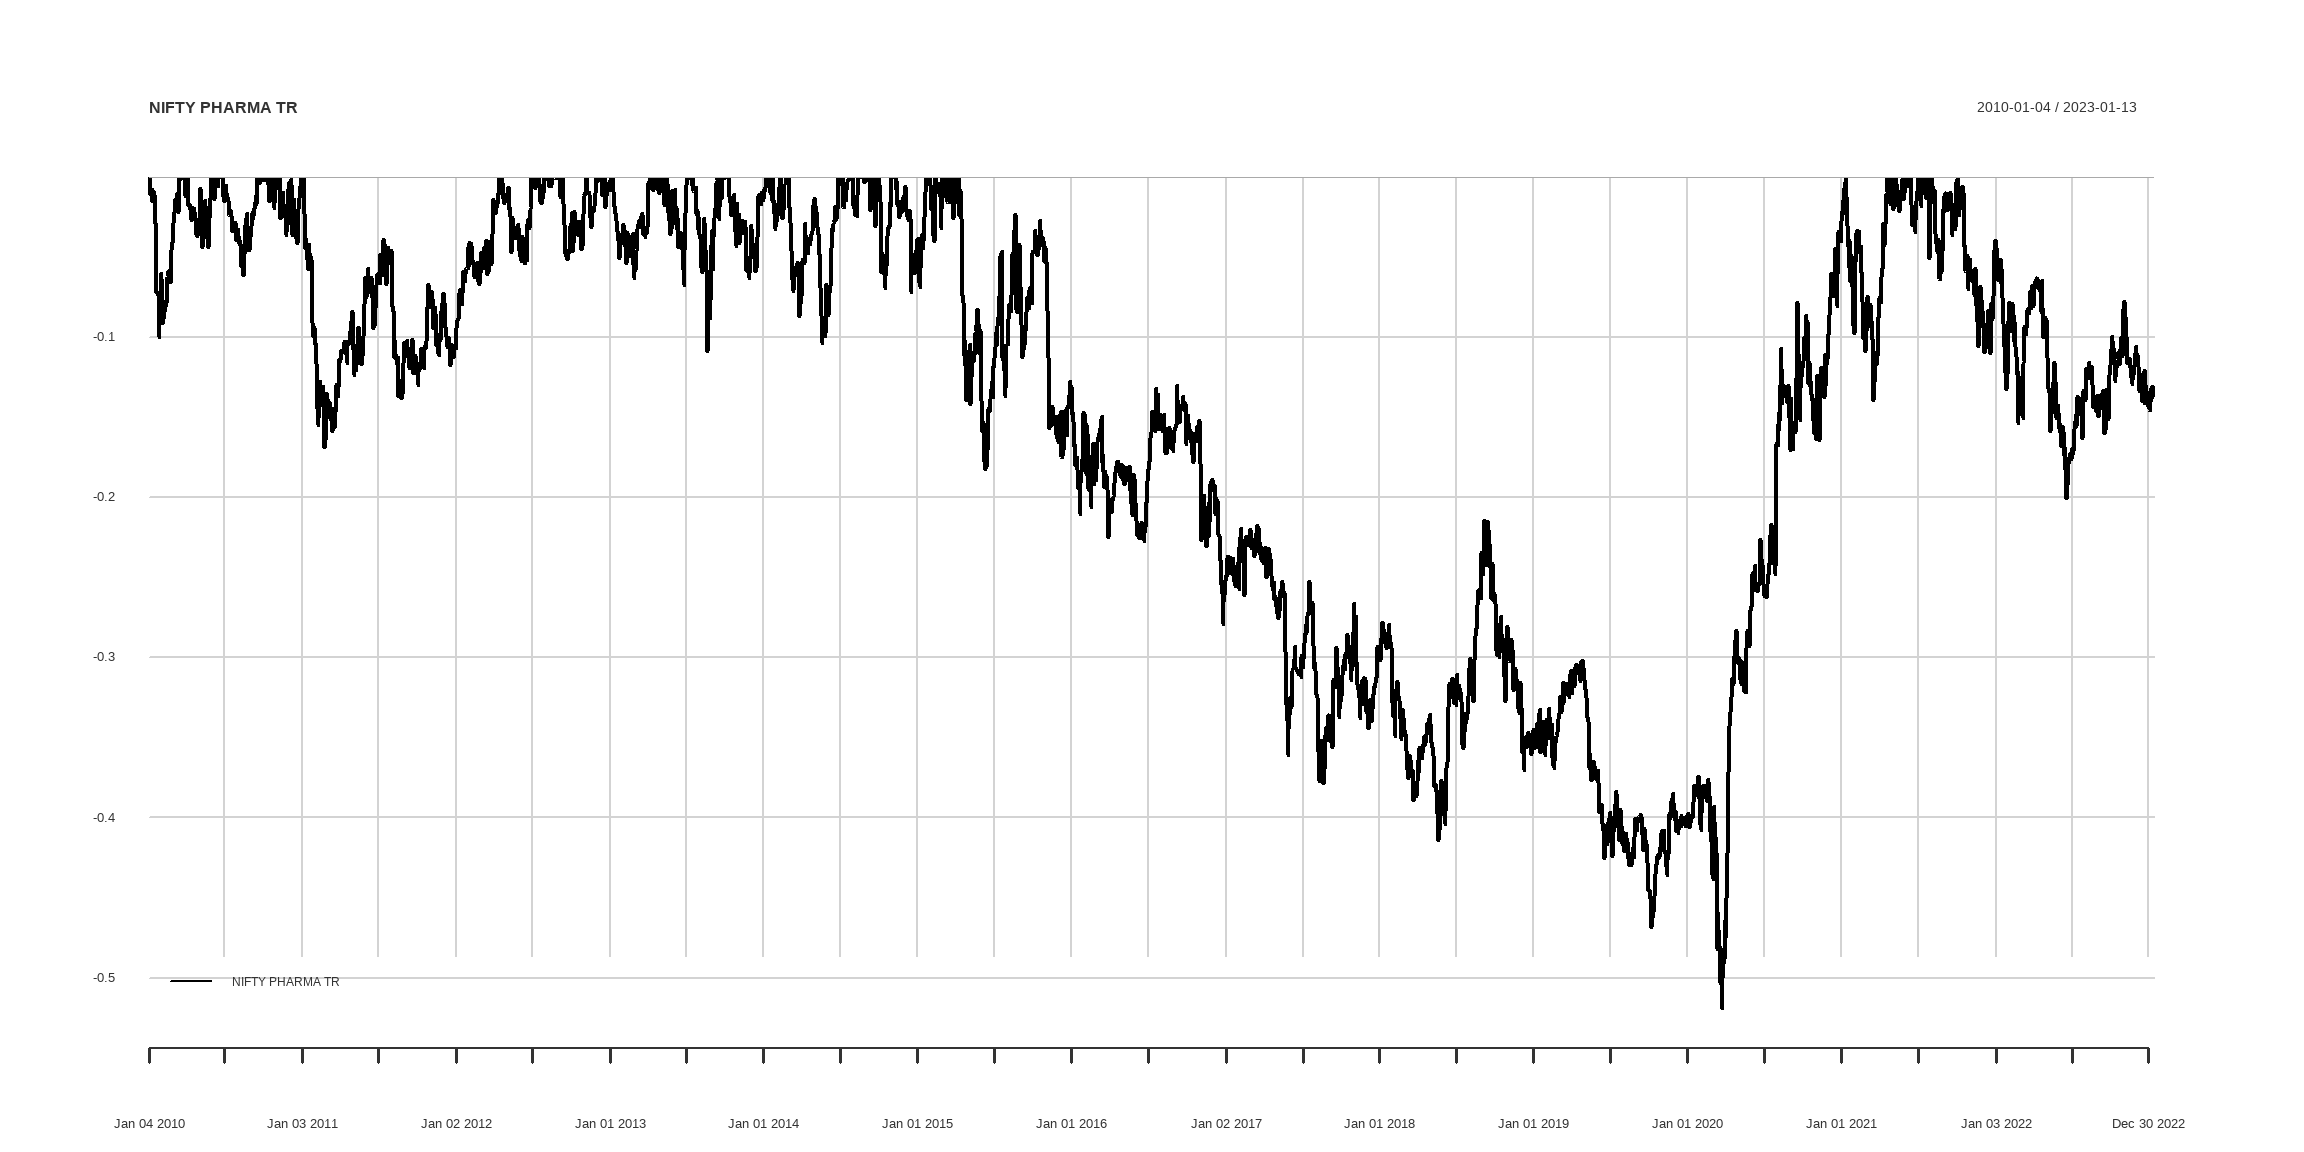 NIFTY PHARMA TR
2010-01-04 / 2023-01-13
-0.1
-0.2
-0.3
-0.4
-0.5
NIFTY PHARMA TR
Jan 04 2010
Jan 03 2011
Jan 02 2012
Jan 01 2013
Jan 01 2014
Jan 01 2015
Jan 01 2016
Jan 02 2017
Jan 01 2018
Jan 01 2019
Jan 01 2020
Jan 01 2021
Jan 03 2022
Dec 30 2022